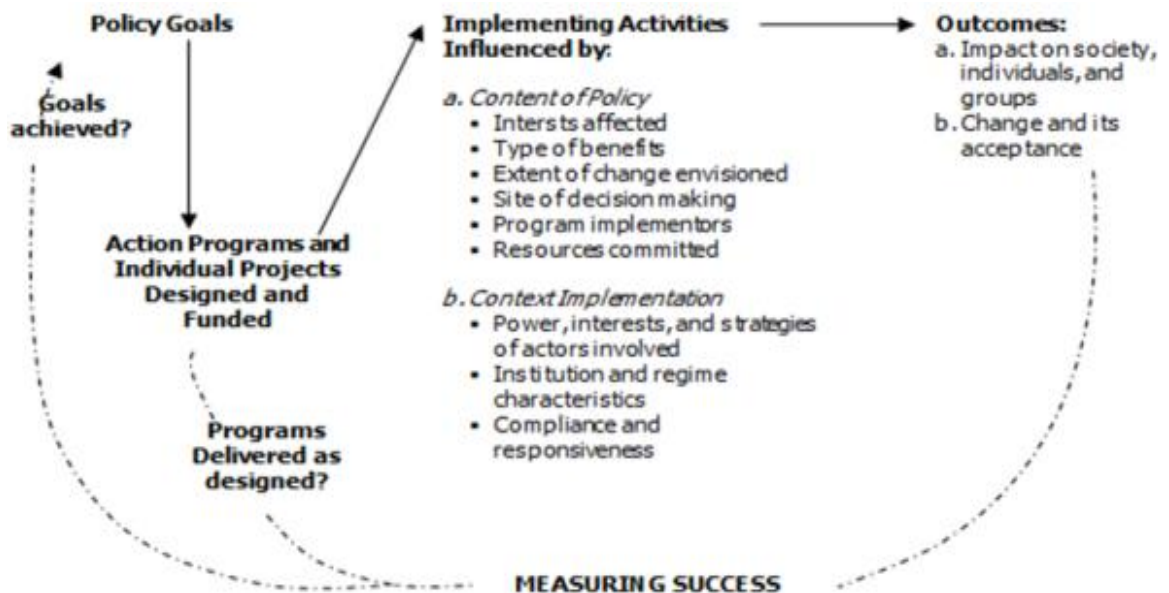 Policy Goals
Goals
achieved?
Action Programs and
Individual Projects
Designed and
Funded
Programs
Delivered as
designed?
Implementing Activities
Influenced by:
a. Content of Policy
• Intersts affected
• Type of benefits
• Extent of change envisioned
• Site of decision making
• Program implementors
• Resources committed
b. Context Implementation
• Power, interests, and strategies
of actors involved
• Institution and regime
characteristics
• Compliance and
responsiveness
Outcomes:
a. Impact on society,
individuals, and
groups
b. Change and its
acceptance
MEASURING SUCCESS